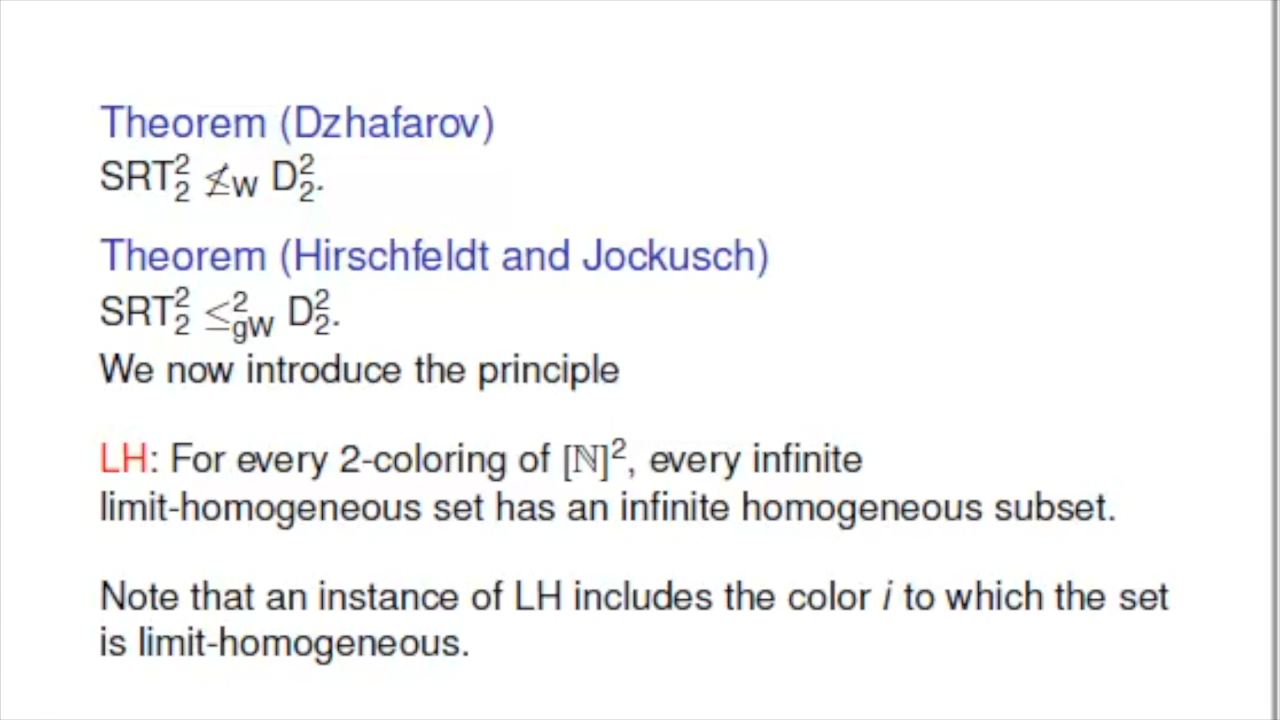 Theorem (Dzhafarov)
SRT²₂ ≰W D²₂.
Theorem (Hirschfeldt and Jockusch)
SRT²₂ ≤²gW D²₂.
We now introduce the principle
LH: For every 2-coloring of [ℕ]², every infinite
limit-homogeneous set has an infinite homogeneous subset.
Note that an instance of LH includes the color i to which the set
is limit-homogeneous.